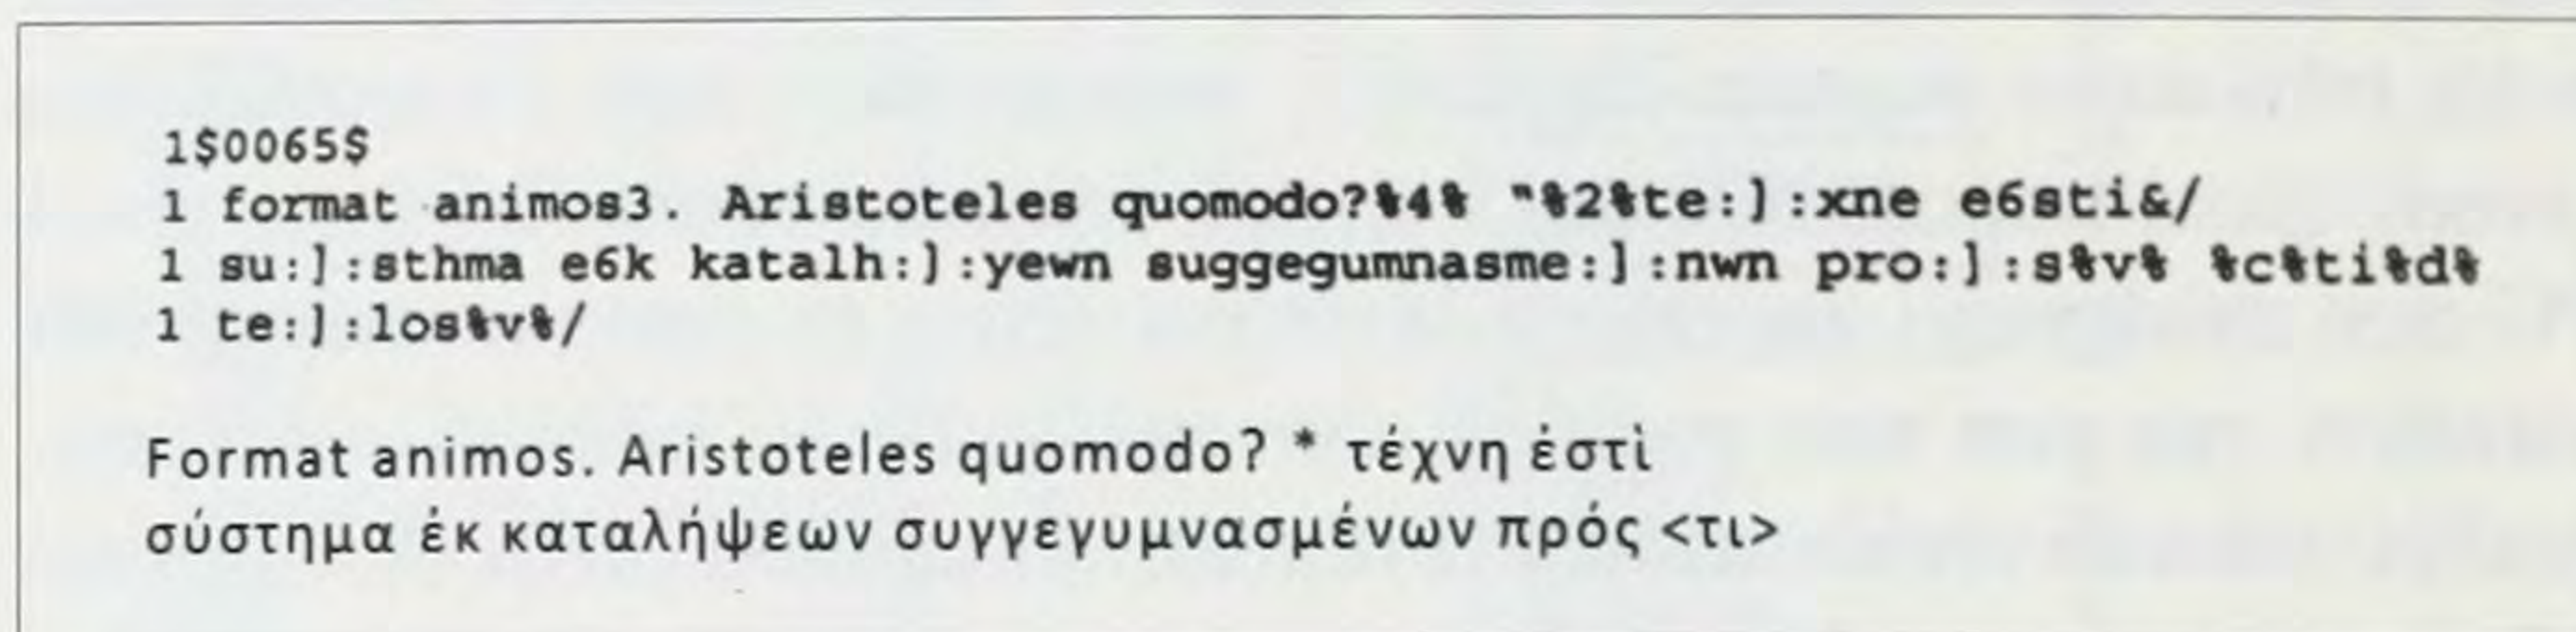 1$0065$
1 format animos3. Aristoteles quomodo?%4% "%2%te:]:xne e6sti&/
1 su:]:sthma e6k katalh:]:yewn suggegumnasme:]:nwn pro:]:s%v% %c%ti%d%
1 te:]:los%v%/
Format animos. Aristoteles quomodo? * τέχνη ἐστὶ
σύστημα ἐκ καταλήψεων συγγεγυμνασμένων πρός <τι>